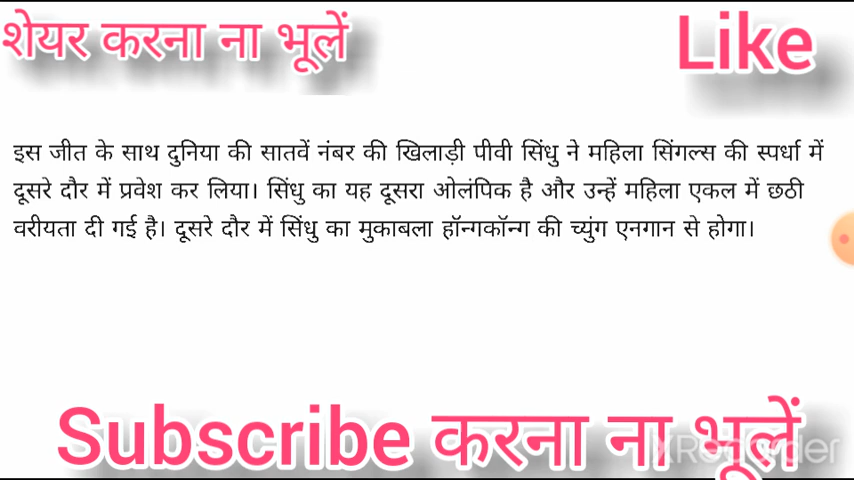 शेयर करना ना भूलें
Like
इस जीत के साथ दुनिया की सातवें नंबर की खिलाड़ी पीवी सिंधु ने महिला सिंगल्स की स्पर्धा में
दूसरे दौर में प्रवेश कर लिया। सिंधु का यह दूसरा ओलंपिक है और उन्हें महिला एकल में छठी
वरीयता दी गई है। दूसरे दौर में सिंधु का मुकाबला हॉन्गकॉन्ग की च्युंग एनगान से होगा।
Subscribe करना ना भूलें
XRecorder